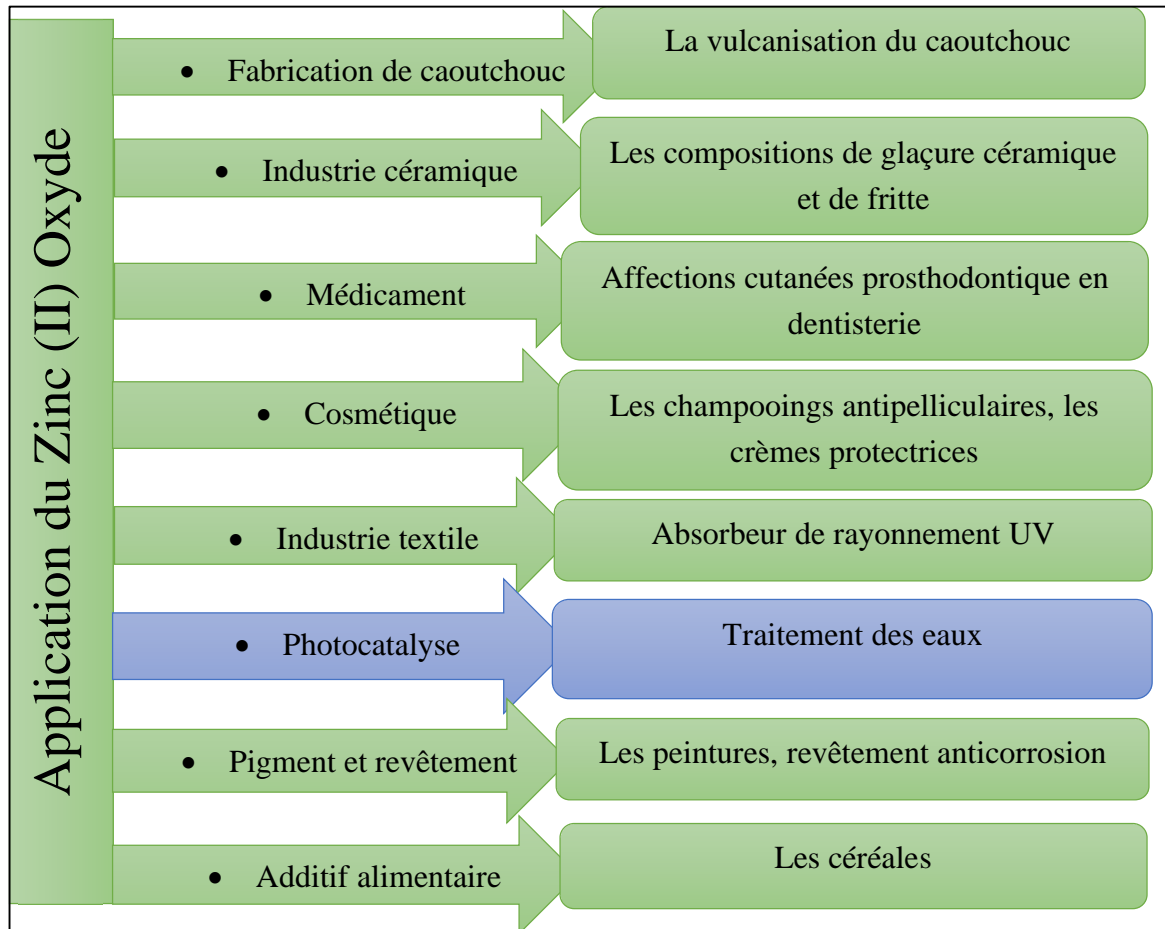 Application du Zinc (II) Oxyde
• Fabrication de caoutchouc
La vulcanisation du caoutchouc
• Industrie céramique
Les compositions de glaçure céramique
et de fritte
• Médicament
Affections cutanées prosthodontique en
dentisterie
• Cosmétique
Les champooings antipelliculaires, les
crèmes protectrices
• Industrie textile
Absorbeur de rayonnement UV
• Photocatalyse
Traitement des eaux
• Pigment et revêtement
Les peintures, revêtement anticorrosion
• Additif alimentaire
Les céréales